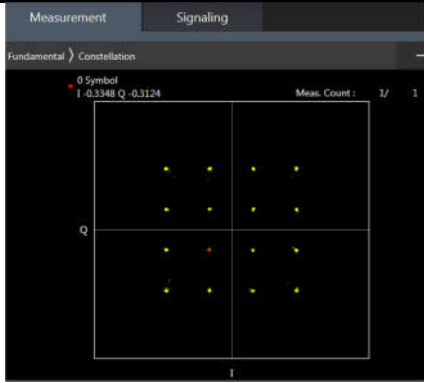 Measurement Signaling
Fundamental 〉 Constellation
0 Symbol
I -0.3348 Q -0.3124 Meas. Count : 1/ 1
Q
I